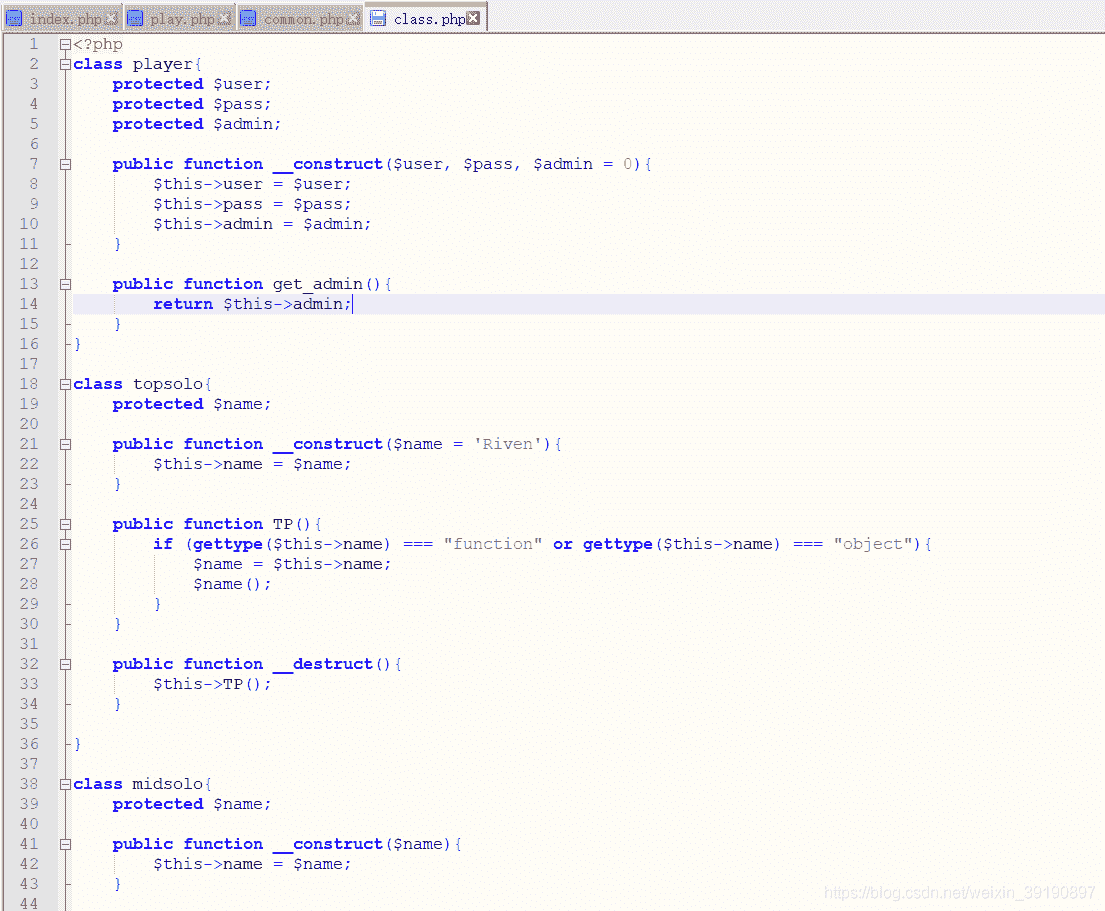 index.php play.php common.php class.php
1 <?php
2 class player{
3 protected $user;
4 protected $pass;
5 protected $admin;
6
7 public function __construct($user, $pass, $admin = 0){
8 $this->user = $user;
9 $this->pass = $pass;
10 $this->admin = $admin;
11 }
12
13 public function get_admin(){
14 return $this->admin;
15 }
16 }
17
18 class topsolo{
19 protected $name;
20
21 public function __construct($name = 'Riven'){
22 $this->name = $name;
23 }
24
25 public function TP(){
26 if (gettype($this->name) === "function" or gettype($this->name) === "object"){
27 $name = $this->name;
28 $name();
29 }
30 }
31
32 public function __destruct(){
33 $this->TP();
34 }
35
36 }
37
38 class midsolo{
39 protected $name;
40
41 public function __construct($name){
42 $this->name = $name;
43 }
44
https://blog.csdn.net/weixin_39190897